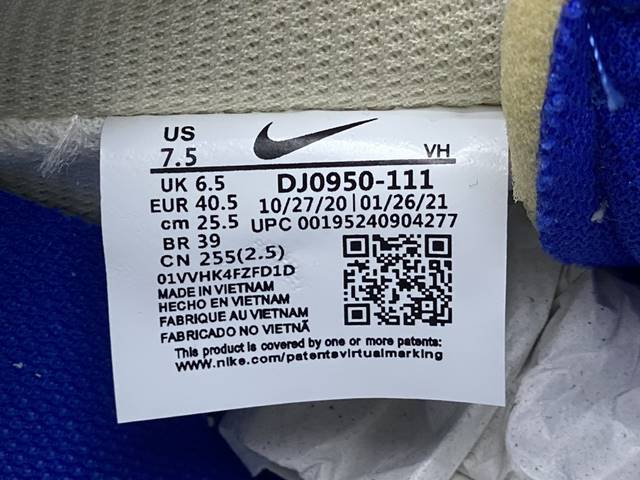 US
7.5
VH
UK 6.5
DJ0950-111
EUR 40.5
10/27/20 | 01/26/21
cm 25.5
UPC 00195240904277
BR 39
CN 255(2.5)
01VVHK4FZFD1D
MADE IN VIETNAM
HECHO EN VIETNAM
FABRIQUE AU VIETNAM
FABRICADO NO VIETNÃ
This product is covered by one or more patents:
www.nike.com/patentsvirtualmarking